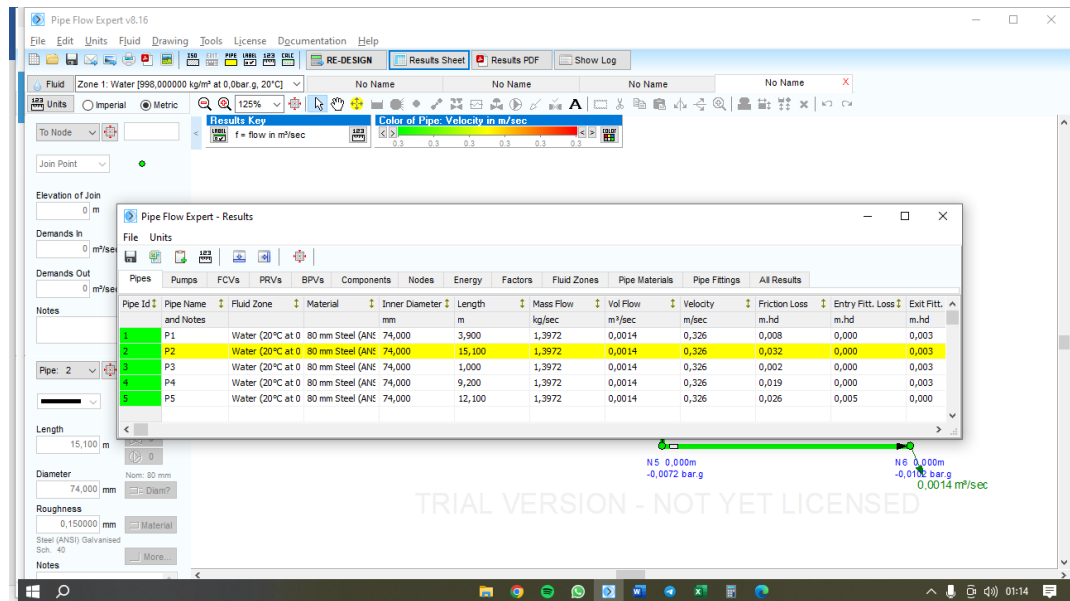 Pipe Flow Expert v8.16
File Edit Units Fluid Drawing Tools License Documentation Help
ISO EDIT PIPE LABEL 123 CALC RE-DESIGN Results Sheet Results PDF Show Log
Fluid Zone 1: Water [998,000000 kg/m³ at 0,0bar.g, 20°C] No Name No Name No Name No Name X
123 Units Imperial Metric 125% A
Results Key Color of Pipe: Velocity in m/sec
LABEL f = flow in m³/sec 123 COLOR
0.3 0.3 0.3 0.3 0.3 0.3
To Node
Join Point
Elevation of Join
0 m
Demands In
0 m³/sec
Demands Out
0 m³/sec
Notes
Pipe: 2
Length
15,100 m
Diameter Nom: 80 mm
74,000 mm Diam?
Roughness
0,150000 mm Material
Steel (ANSI) Galvanised
Sch. 40
More...
Notes
Pipe Flow Expert - Results
File Units
123
Pipes Pumps FCVs PRVs BPVs Components Nodes Energy Factors Fluid Zones Pipe Materials Pipe Fittings All Results
Pipe Id Pipe Name Fluid Zone Material Inner Diameter Length Mass Flow Vol Flow Velocity Friction Loss Entry Fitt. Loss Exit Fitt.
and Notes mm m kg/sec m³/sec m/sec m.hd m.hd m.hd
1 P1 Water (20°C at 0 80 mm Steel (ANS 74,000 3,900 1,3972 0,0014 0,326 0,008 0,000 0,003
2 P2 Water (20°C at 0 80 mm Steel (ANS 74,000 15,100 1,3972 0,0014 0,326 0,032 0,000 0,003
3 P3 Water (20°C at 0 80 mm Steel (ANS 74,000 1,000 1,3972 0,0014 0,326 0,002 0,000 0,003
4 P4 Water (20°C at 0 80 mm Steel (ANS 74,000 9,200 1,3972 0,0014 0,326 0,019 0,000 0,003
5 P5 Water (20°C at 0 80 mm Steel (ANS 74,000 12,100 1,3972 0,0014 0,326 0,026 0,005 0,000
N5 0,000m
-0,0072 bar.g
N6 0,000m
-0,0102 bar.g
0,0014 m³/sec
TRIAL VERSION - NOT YET LICENSED
01:14